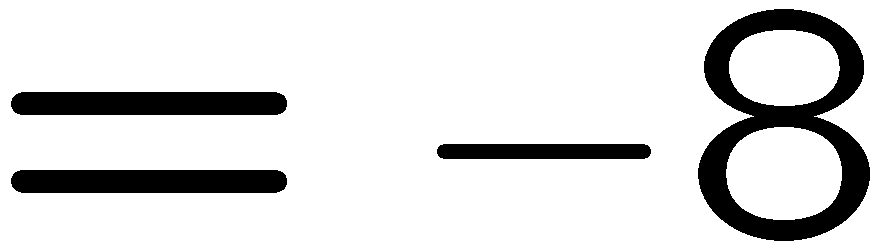 = -8